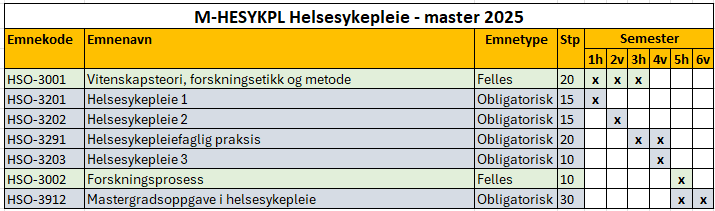 M-HESYKPL Helsesykepleie - master 2025
Emnekode Emnenavn Emnetype Stp Semester
1h 2v 3h 4v 5h 6v
HSO-3001 Vitenskapsteori, forskningsetikk og metode Felles 20 x x x
HSO-3201 Helsesykepleie 1 Obligatorisk 15 x
HSO-3202 Helsesykepleie 2 Obligatorisk 15 x
HSO-3291 Helsesykepleiefaglig praksis Obligatorisk 20 x x
HSO-3203 Helsesykepleie 3 Obligatorisk 10 x
HSO-3002 Forskningsprosess Felles 10 x
HSO-3912 Mastergradsoppgave i helsesykepleie Obligatorisk 30 x x